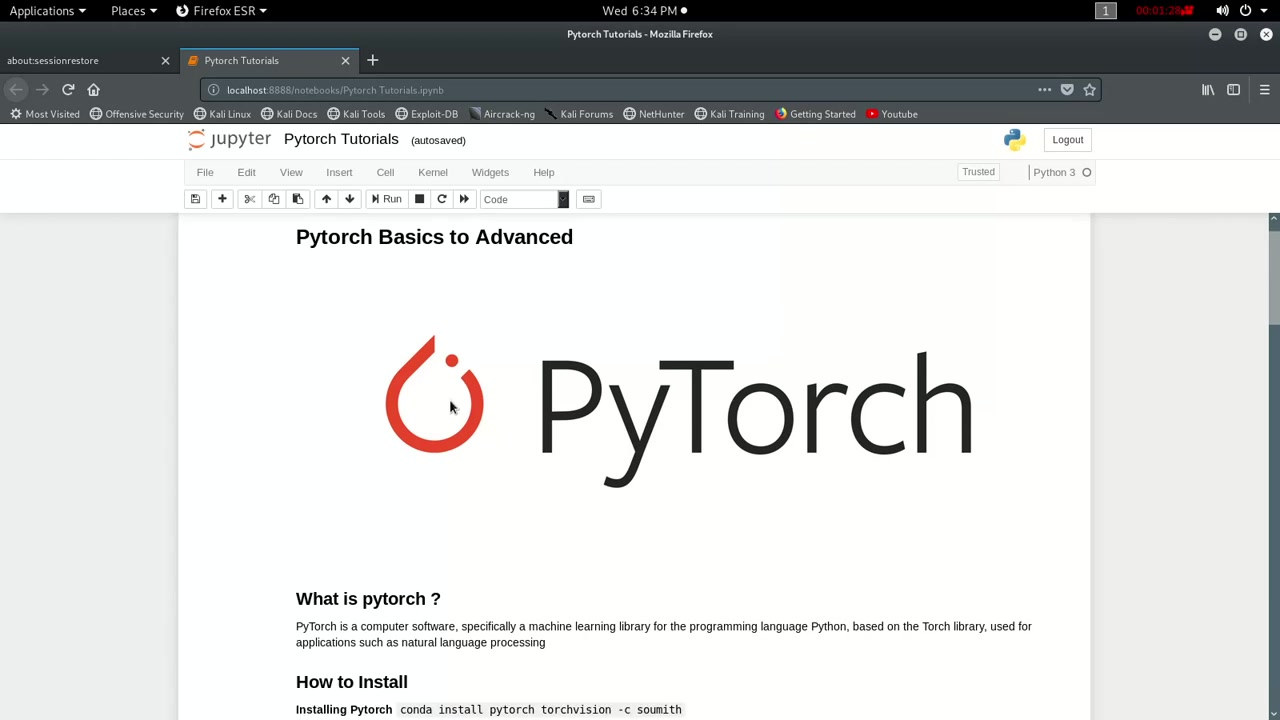 Applications Places Firefox ESR Wed 6:34 PM 1 00:01:28
Pytorch Tutorials - Mozilla Firefox
about:sessionrestore Pytorch Tutorials
localhost:8888/notebooks/Pytorch Tutorials.ipynb
Most Visited Offensive Security Kali Linux Kali Docs Kali Tools Exploit-DB Aircrack-ng Kali Forums NetHunter Kali Training Getting Started Youtube
jupyter Pytorch Tutorials (autosaved) Logout
File Edit View Insert Cell Kernel Widgets Help Trusted Python 3
Run Code
Pytorch Basics to Advanced
PyTorch
What is pytorch ?
PyTorch is a computer software, specifically a machine learning library for the programming language Python, based on the Torch library, used for
applications such as natural language processing
How to Install
Installing Pytorch conda install pytorch torchvision -c soumith